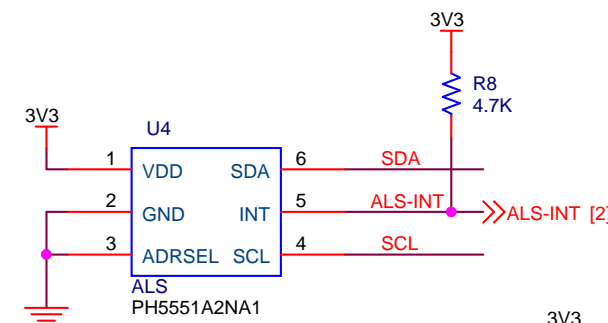 3V3
R8
4.7K
3V3
U4
1 VDD SDA 6 SDA
2 GND INT 5 ALS-INT ALS-INT [2]
3 ADRSEL SCL 4 SCL
ALS
PH5551A2NA1
3V3